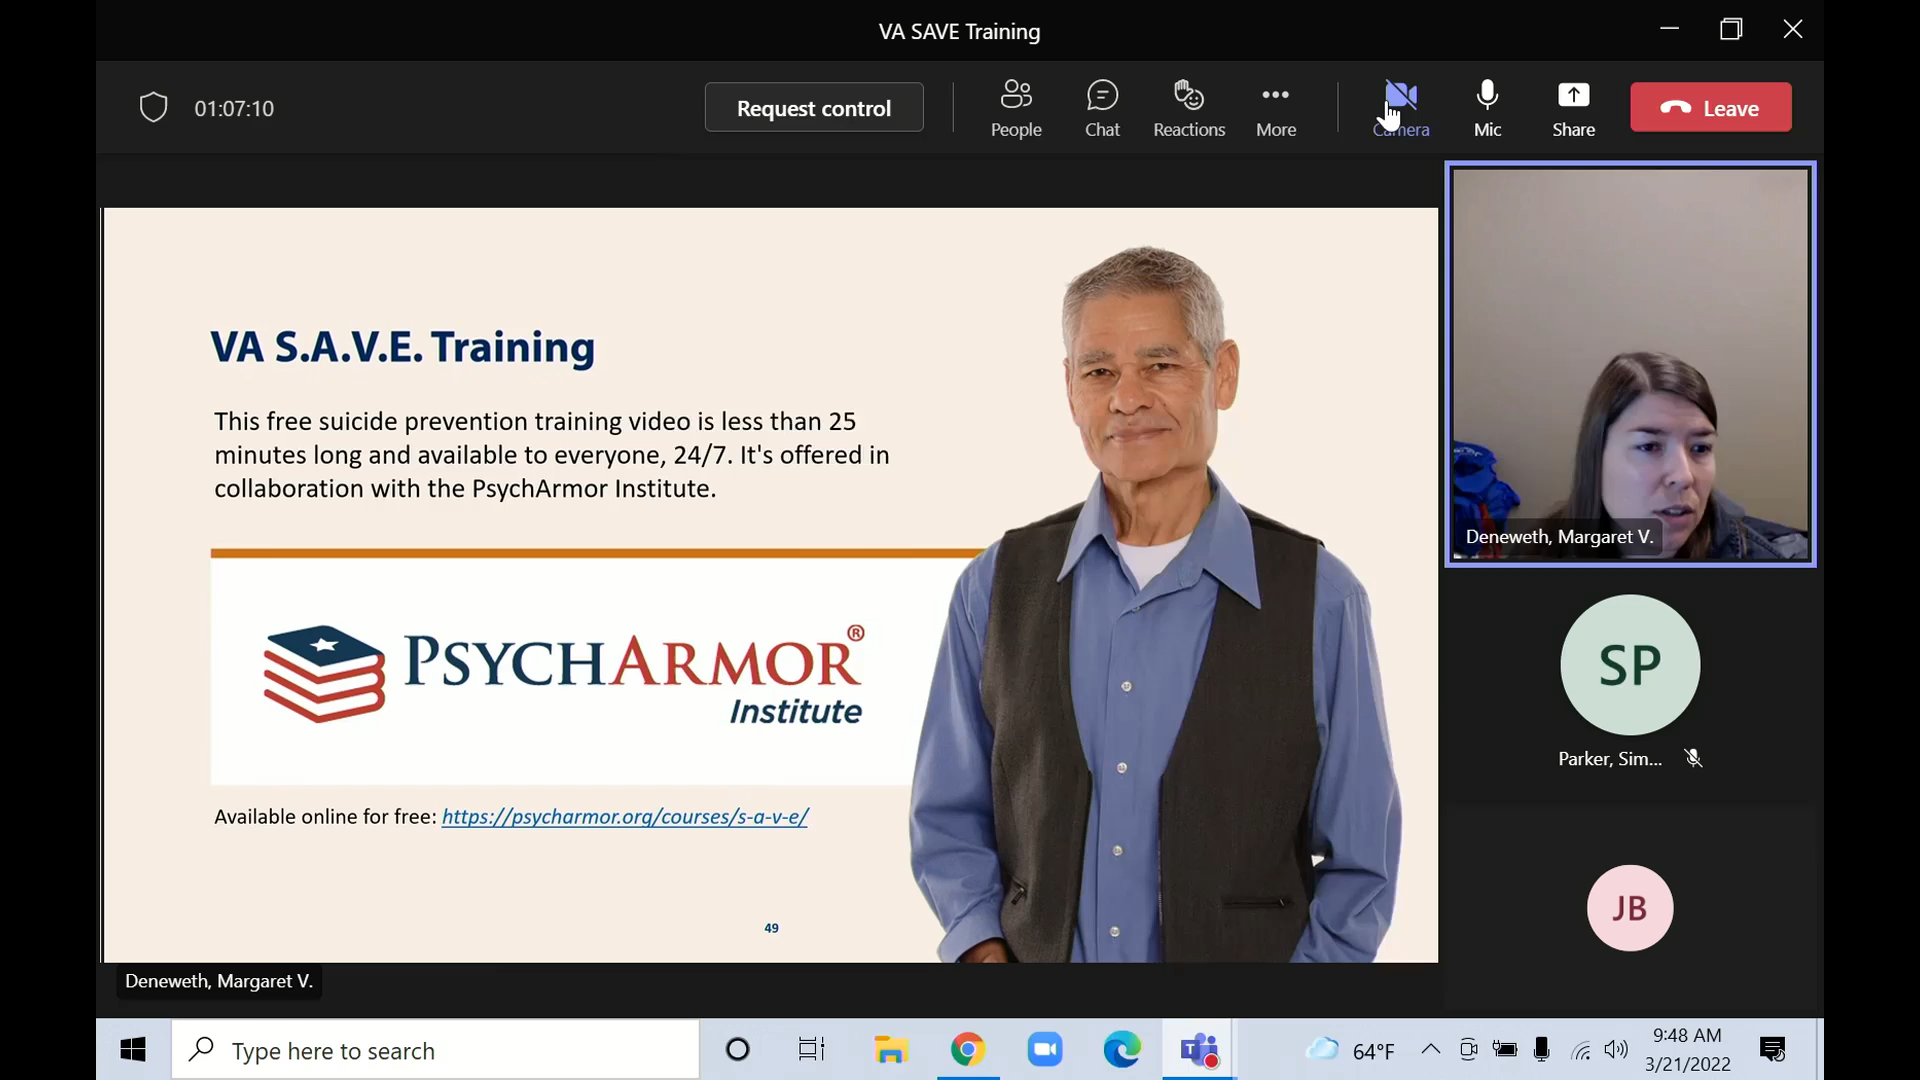 VA SAVE Training
01:07:10
Request control
People
Chat
Reactions
More
Camera
Mic
Share
Leave
VA S.A.V.E. Training
This free suicide prevention training video is less than 25
minutes long and available to everyone, 24/7. It's offered in
collaboration with the PsychArmor Institute.
PSYCHARMOR®
Institute
Available online for free: https://psycharmor.org/courses/s-a-v-e/
49
Deneweth, Margaret V.
Deneweth, Margaret V.
SP
Parker, Sim...
JB
Type here to search
64°F
9:48 AM
3/21/2022